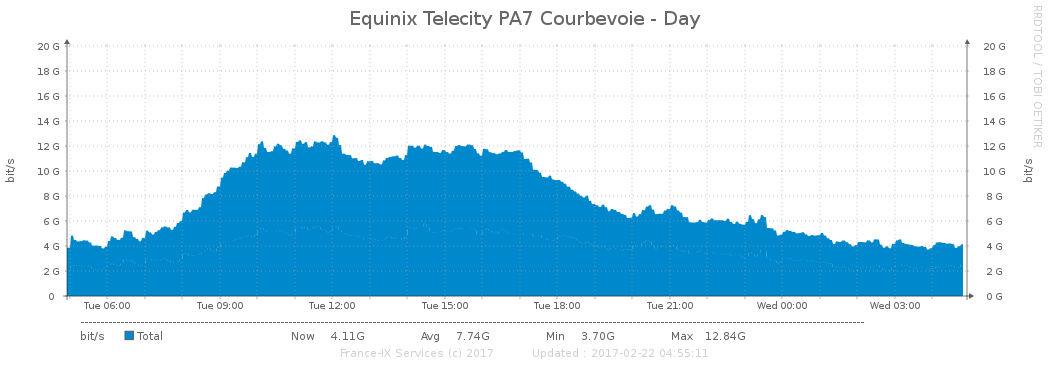 Equinix Telecity PA7 Courbevoie - Day
RRDTOOL / TOBI OETIKER
bit/s
20 G 20 G
18 G 18 G
16 G 16 G
14 G 14 G
12 G 12 G
10 G 10 G
8 G 8 G
6 G 6 G
4 G 4 G
2 G 2 G
0 0 G
bit/s
Tue 06:00 Tue 09:00 Tue 12:00 Tue 15:00 Tue 18:00 Tue 21:00 Wed 00:00 Wed 03:00
bit/s Total Now 4.11G Avg 7.74G Min 3.70G Max 12.84G
France-IX Services (c) 2017 Updated : 2017-02-22 04:55:11